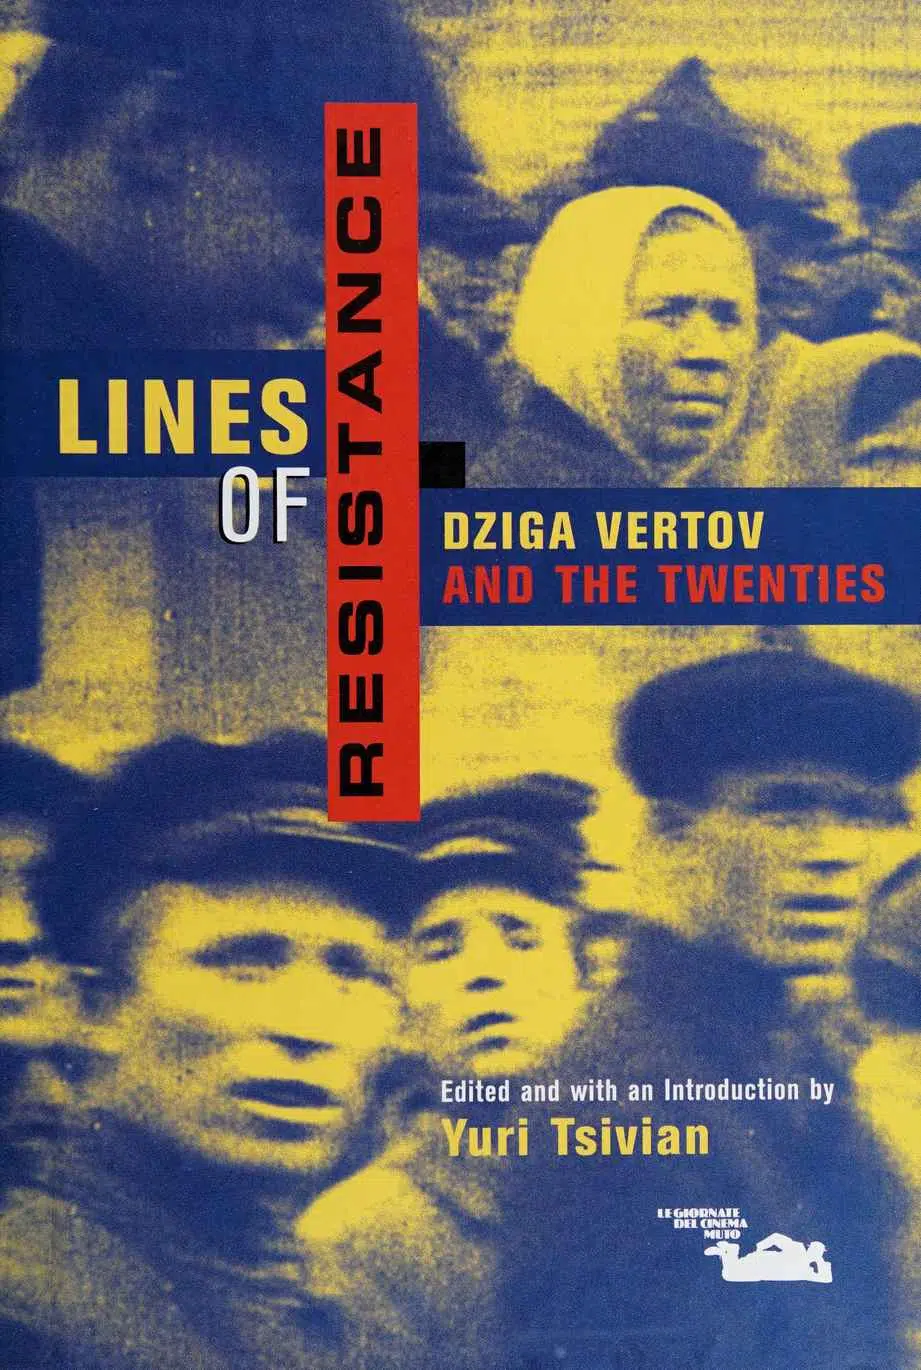 LINES
OF
RESISTANCE
DZIGA VERTOV
AND THE TWENTIES
Edited and with an Introduction by
Yuri Tsivian
LE GIORNATE
DEL CINEMA
MUTO